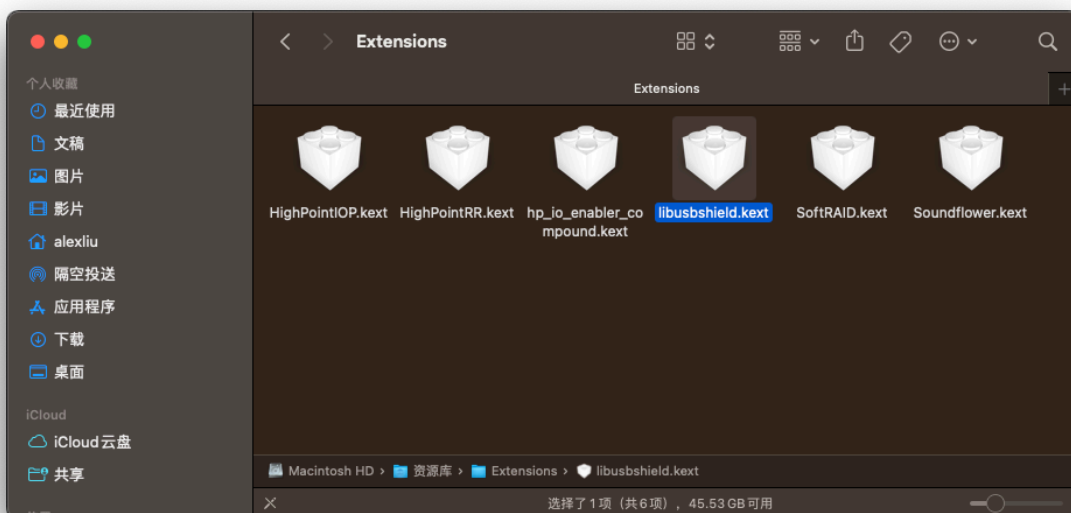 Extensions
Extensions
个人收藏
最近使用
文稿
图片
影片
alexliu
隔空投送
应用程序
下载
桌面
iCloud
iCloud云盘
共享
HighPointIOP.kext
HighPointRR.kext
hp_io_enabler_co
mpound.kext
libusbshield.kext
SoftRAID.kext
Soundflower.kext
Macintosh HD › 资源库 › Extensions › libusbshield.kext
选择了1项（共6项），45.53 GB可用